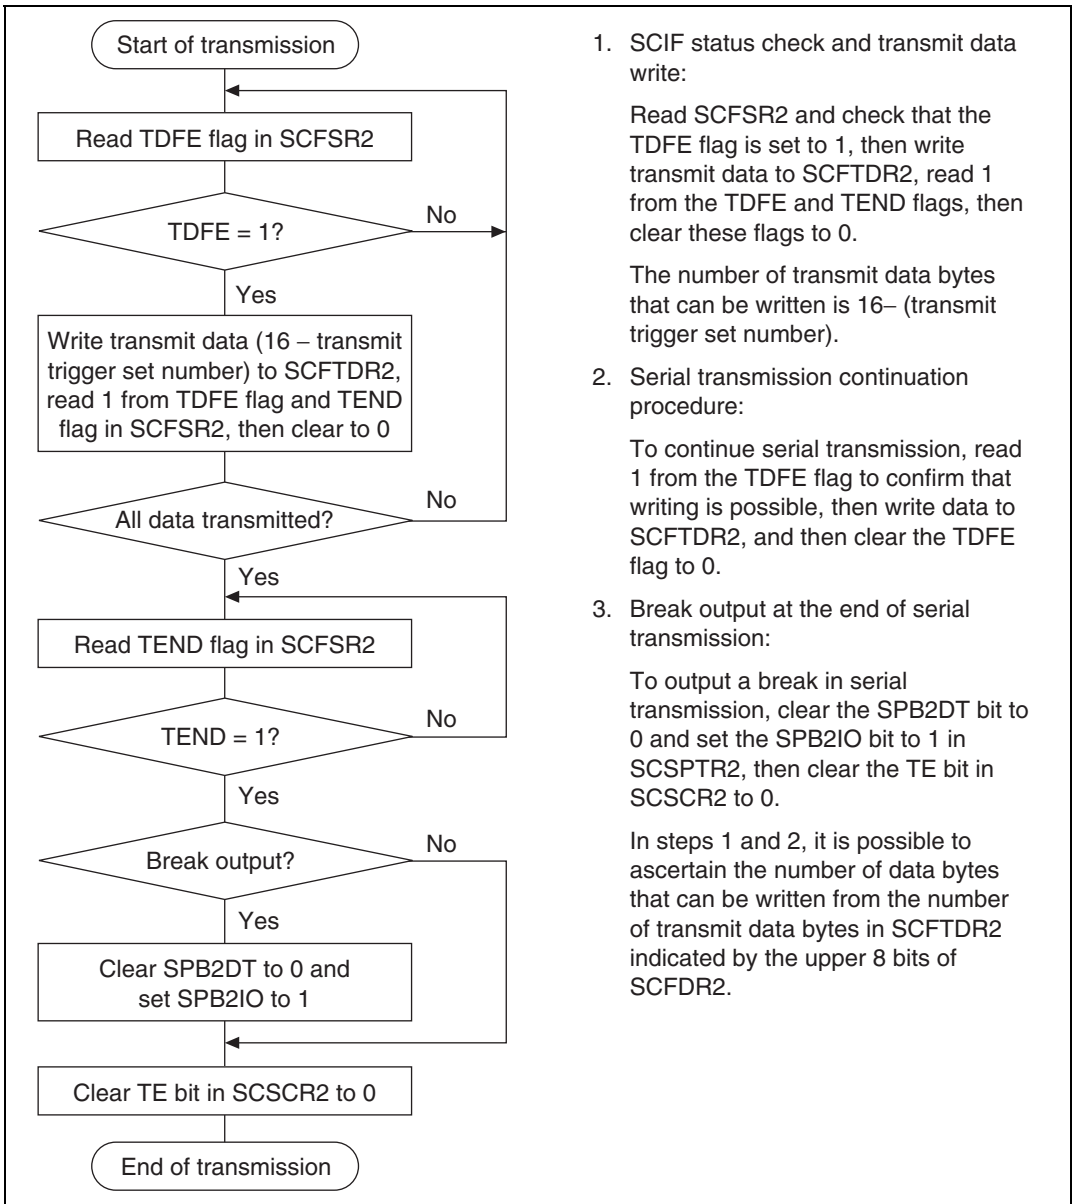 Start of transmission
Read TDFE flag in SCFSR2
TDFE = 1?
No
Yes
Write transmit data (16 – transmit
trigger set number) to SCFTDR2,
read 1 from TDFE flag and TEND
flag in SCFSR2, then clear to 0
All data transmitted?
No
Yes
Read TEND flag in SCFSR2
TEND = 1?
No
Yes
Break output?
No
Yes
Clear SPB2DT to 0 and
set SPB2IO to 1
Clear TE bit in SCSCR2 to 0
End of transmission
1. SCIF status check and transmit data
write:
Read SCFSR2 and check that the
TDFE flag is set to 1, then write
transmit data to SCFTDR2, read 1
from the TDFE and TEND flags, then
clear these flags to 0.
The number of transmit data bytes
that can be written is 16– (transmit
trigger set number).
2. Serial transmission continuation
procedure:
To continue serial transmission, read
1 from the TDFE flag to confirm that
writing is possible, then write data to
SCFTDR2, and then clear the TDFE
flag to 0.
3. Break output at the end of serial
transmission:
To output a break in serial
transmission, clear the SPB2DT bit to
0 and set the SPB2IO bit to 1 in
SCSPTR2, then clear the TE bit in
SCSCR2 to 0.
In steps 1 and 2, it is possible to
ascertain the number of data bytes
that can be written from the number
of transmit data bytes in SCFTDR2
indicated by the upper 8 bits of
SCFDR2.